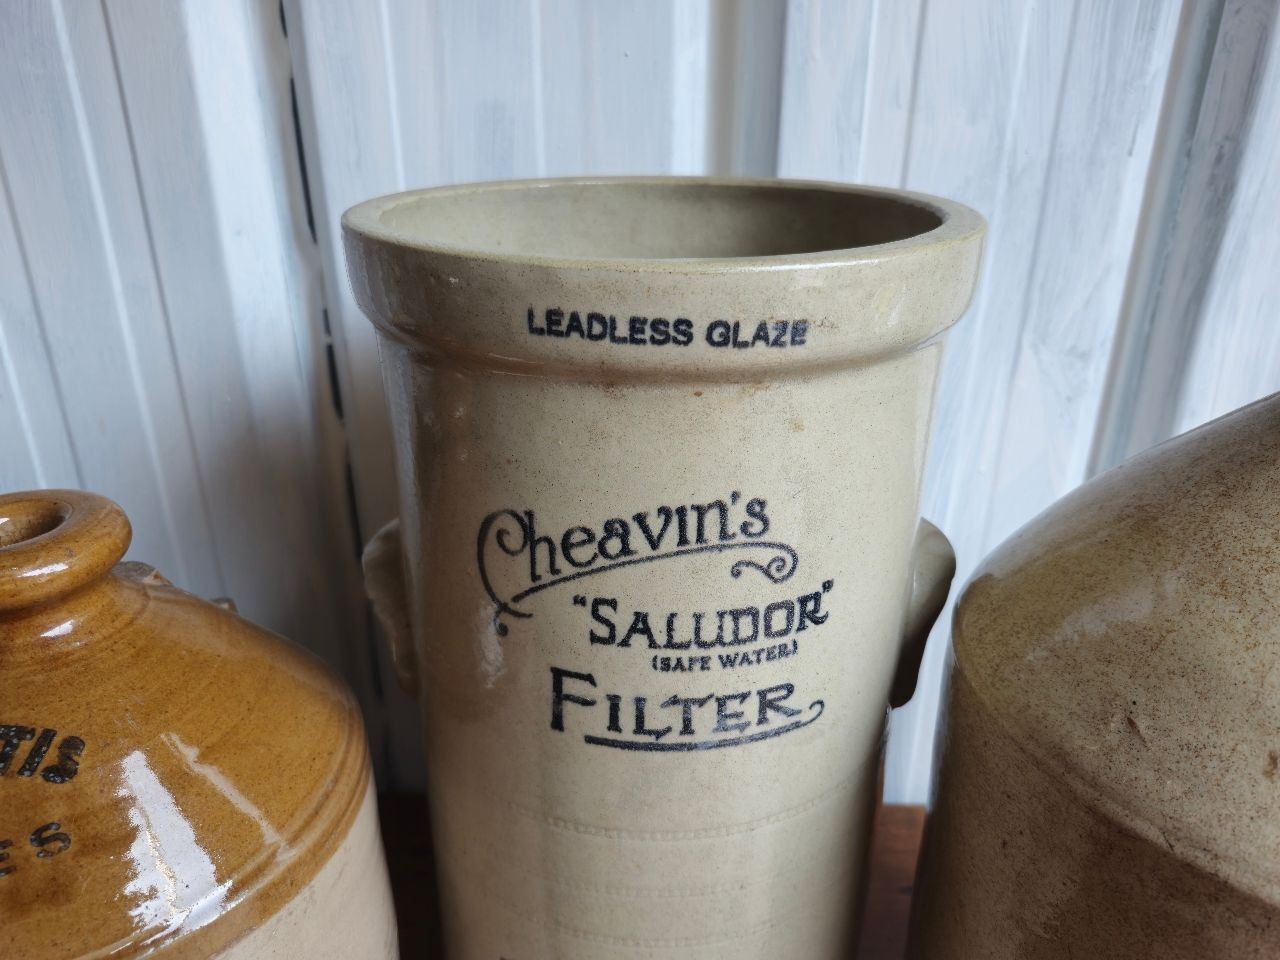 LEADLESS GLAZE
Cheavin's
"SALUDOR"
(SAFE WATER)
FILTER